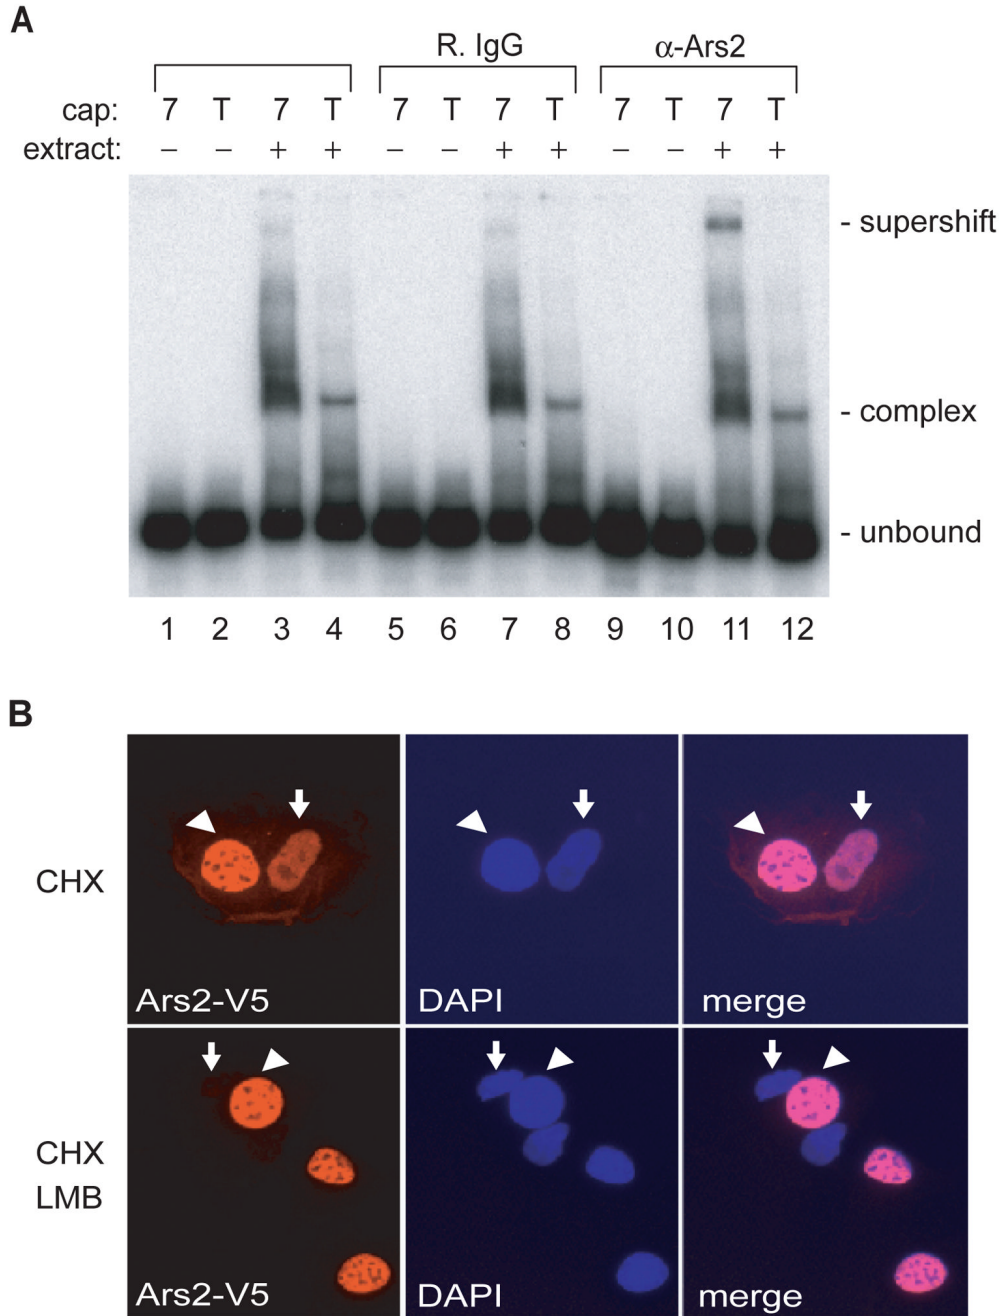 A
R. IgG α-Ars2
cap: 7 T 7 T 7 T 7 T 7 T 7 T
extract: – – + + – – + + – – + +
- supershift
- complex
- unbound
1 2 3 4 5 6 7 8 9 10 11 12
B
CHX
Ars2-V5 DAPI merge
CHX
LMB
Ars2-V5 DAPI merge